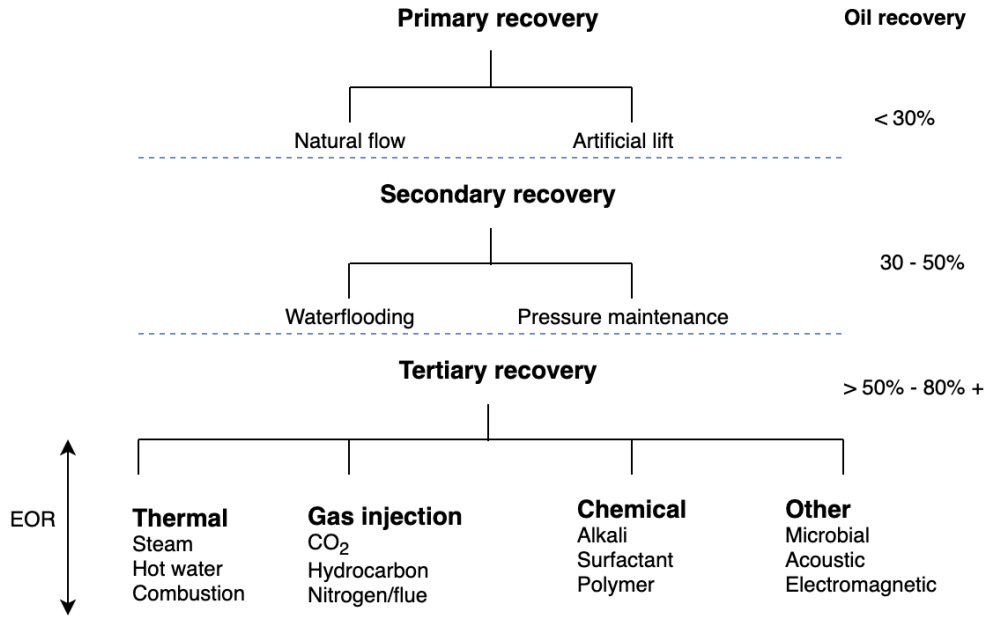 Primary recovery
Oil recovery
< 30%
Natural flow
Artificial lift
Secondary recovery
30 - 50%
Waterflooding
Pressure maintenance
Tertiary recovery
> 50% - 80% +
EOR
Thermal
Steam
Hot water
Combustion
Gas injection
CO₂
Hydrocarbon
Nitrogen/flue
Chemical
Alkali
Surfactant
Polymer
Other
Microbial
Acoustic
Electromagnetic